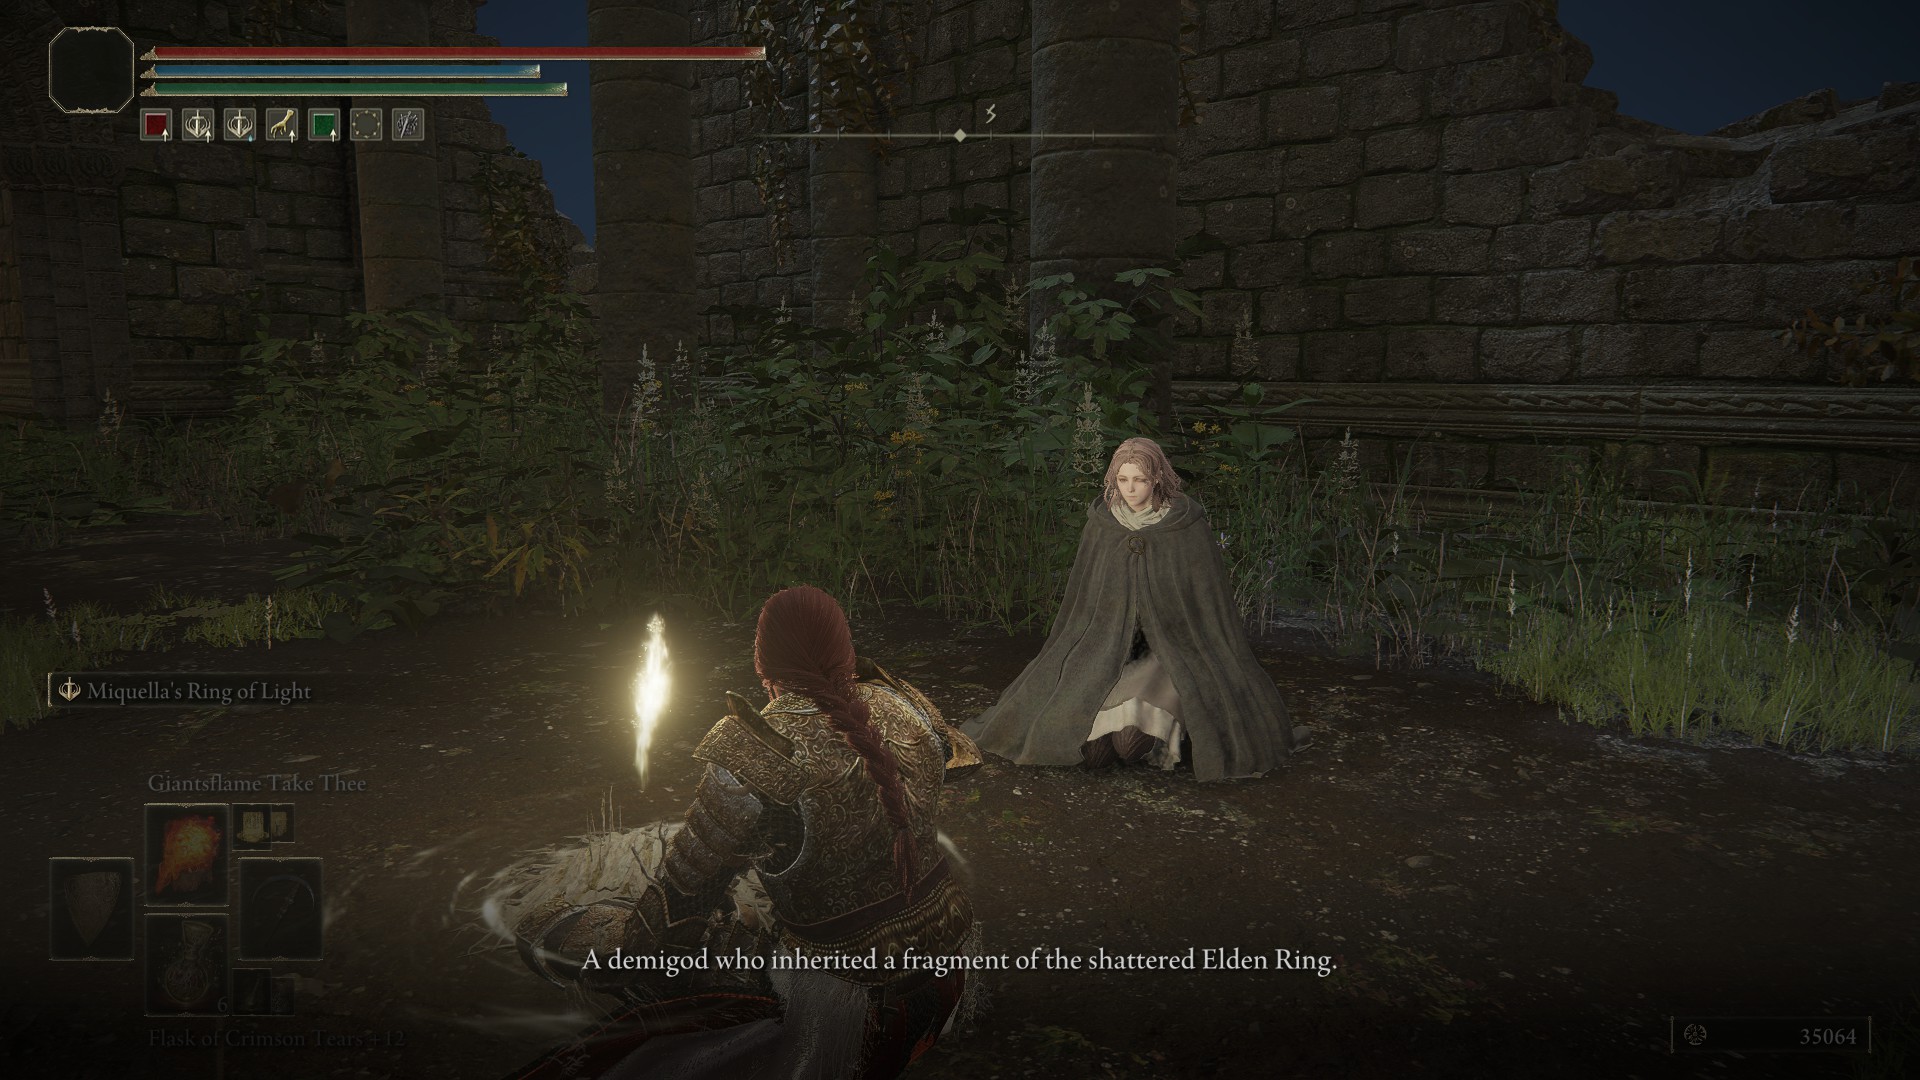 S
Miquella's Ring of Light
Giantsflame Take Thee
A demigod who inherited a fragment of the shattered Elden Ring.
6
Flask of Crimson Tears +12
35064